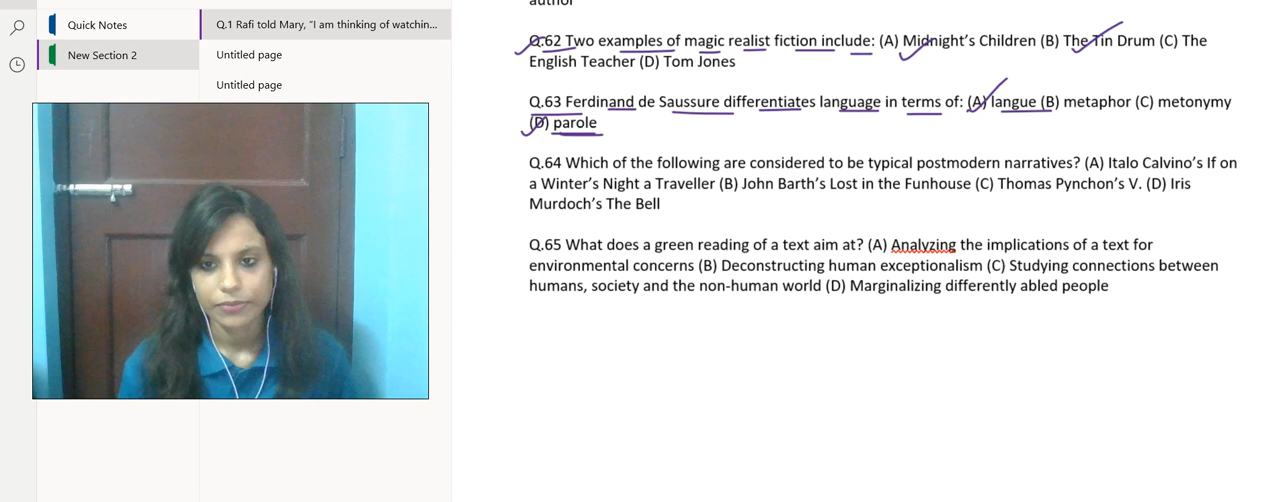 Quick Notes
New Section 2
Q.1 Rafi told Mary, "I am thinking of watchin...
Untitled page
Untitled page
author
Q.62 Two examples of magic realist fiction include: (A) Midnight's Children (B) The Tin Drum (C) The
English Teacher (D) Tom Jones
Q.63 Ferdinand de Saussure differentiates language in terms of: (A) langue (B) metaphor (C) metonymy
(D) parole
Q.64 Which of the following are considered to be typical postmodern narratives? (A) Italo Calvino's If on
a Winter's Night a Traveller (B) John Barth's Lost in the Funhouse (C) Thomas Pynchon's V. (D) Iris
Murdoch's The Bell
Q.65 What does a green reading of a text aim at? (A) Analyzing the implications of a text for
environmental concerns (B) Deconstructing human exceptionalism (C) Studying connections between
humans, society and the non-human world (D) Marginalizing differently abled people